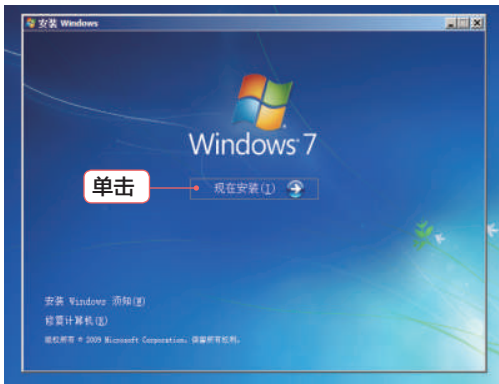 安装 Windows
Windows 7
单击
现在安装(I)
安装 Windows 须知(W)
修复计算机(R)
版权所有 © 2009 Microsoft Corporation。保留所有权利。